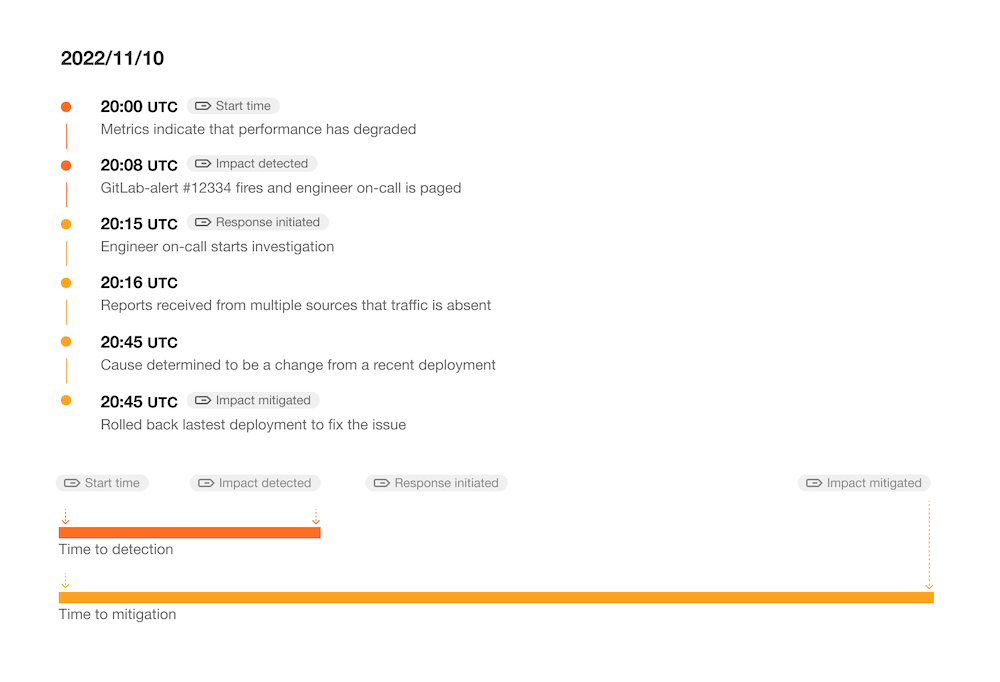 2022/11/10
20:00 UTC Start time
Metrics indicate that performance has degraded
20:08 UTC Impact detected
GitLab-alert #12334 fires and engineer on-call is paged
20:15 UTC Response initiated
Engineer on-call starts investigation
20:16 UTC
Reports received from multiple sources that traffic is absent
20:45 UTC
Cause determined to be a change from a recent deployment
20:45 UTC Impact mitigated
Rolled back lastest deployment to fix the issue
Start time Impact detected Response initiated Impact mitigated
Time to detection
Time to mitigation